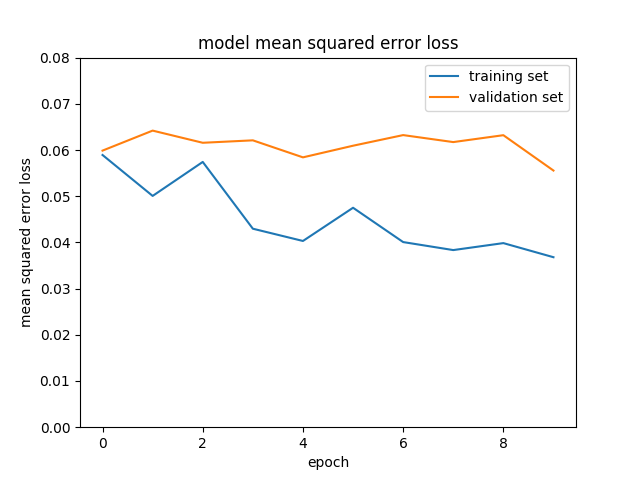 model mean squared error loss
0.08
0.07
0.06
0.05
0.04
0.03
0.02
0.01
0.00
mean squared error loss
training set
validation set
0 2 4 6 8
epoch